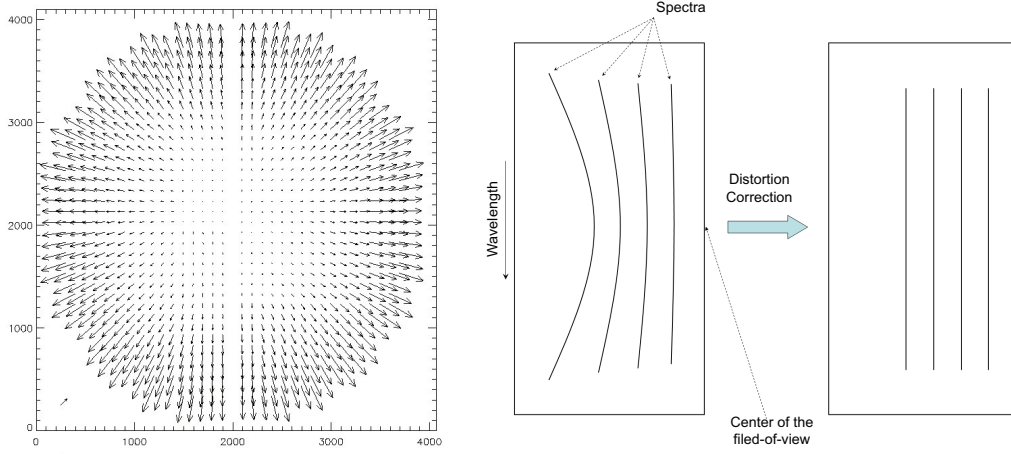 4000
3000
2000
1000
0
0
1000
2000
3000
4000
Spectra
Wavelength
Distortion
Correction
Center of the
filed-of-view